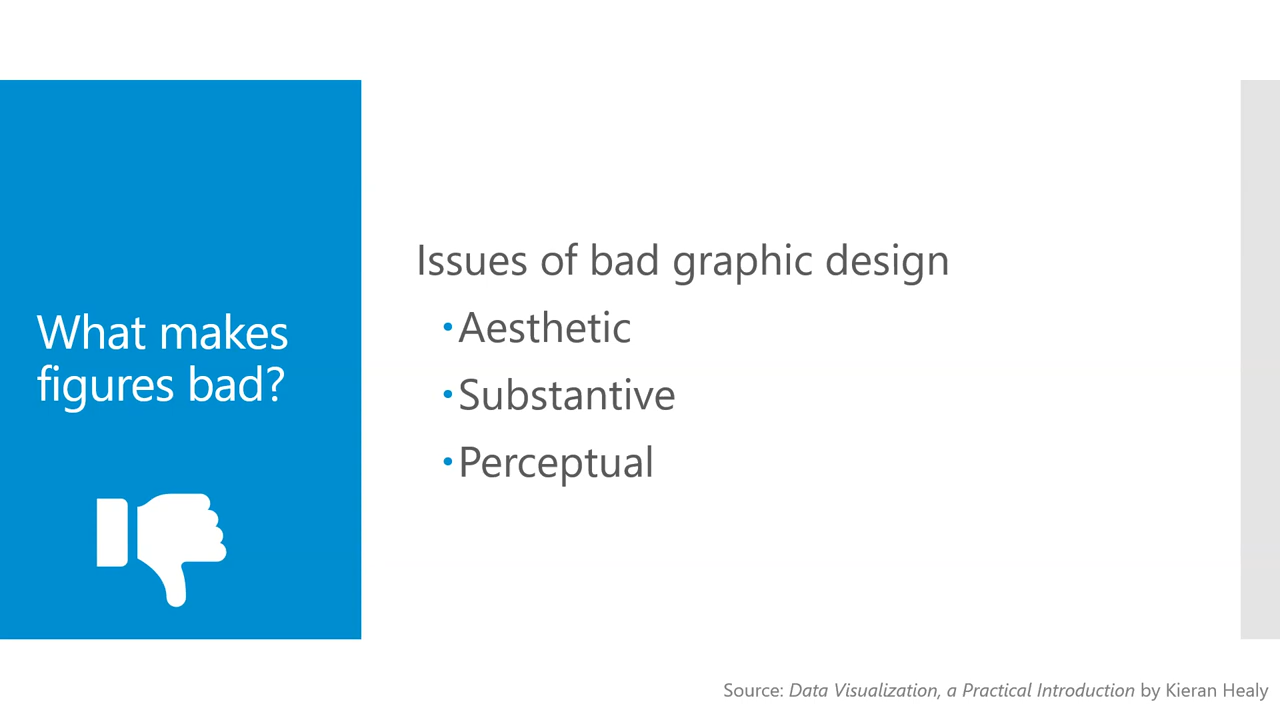 What makes
figures bad?
Issues of bad graphic design
•Aesthetic
•Substantive
•Perceptual
Source: Data Visualization, a Practical Introduction by Kieran Healy